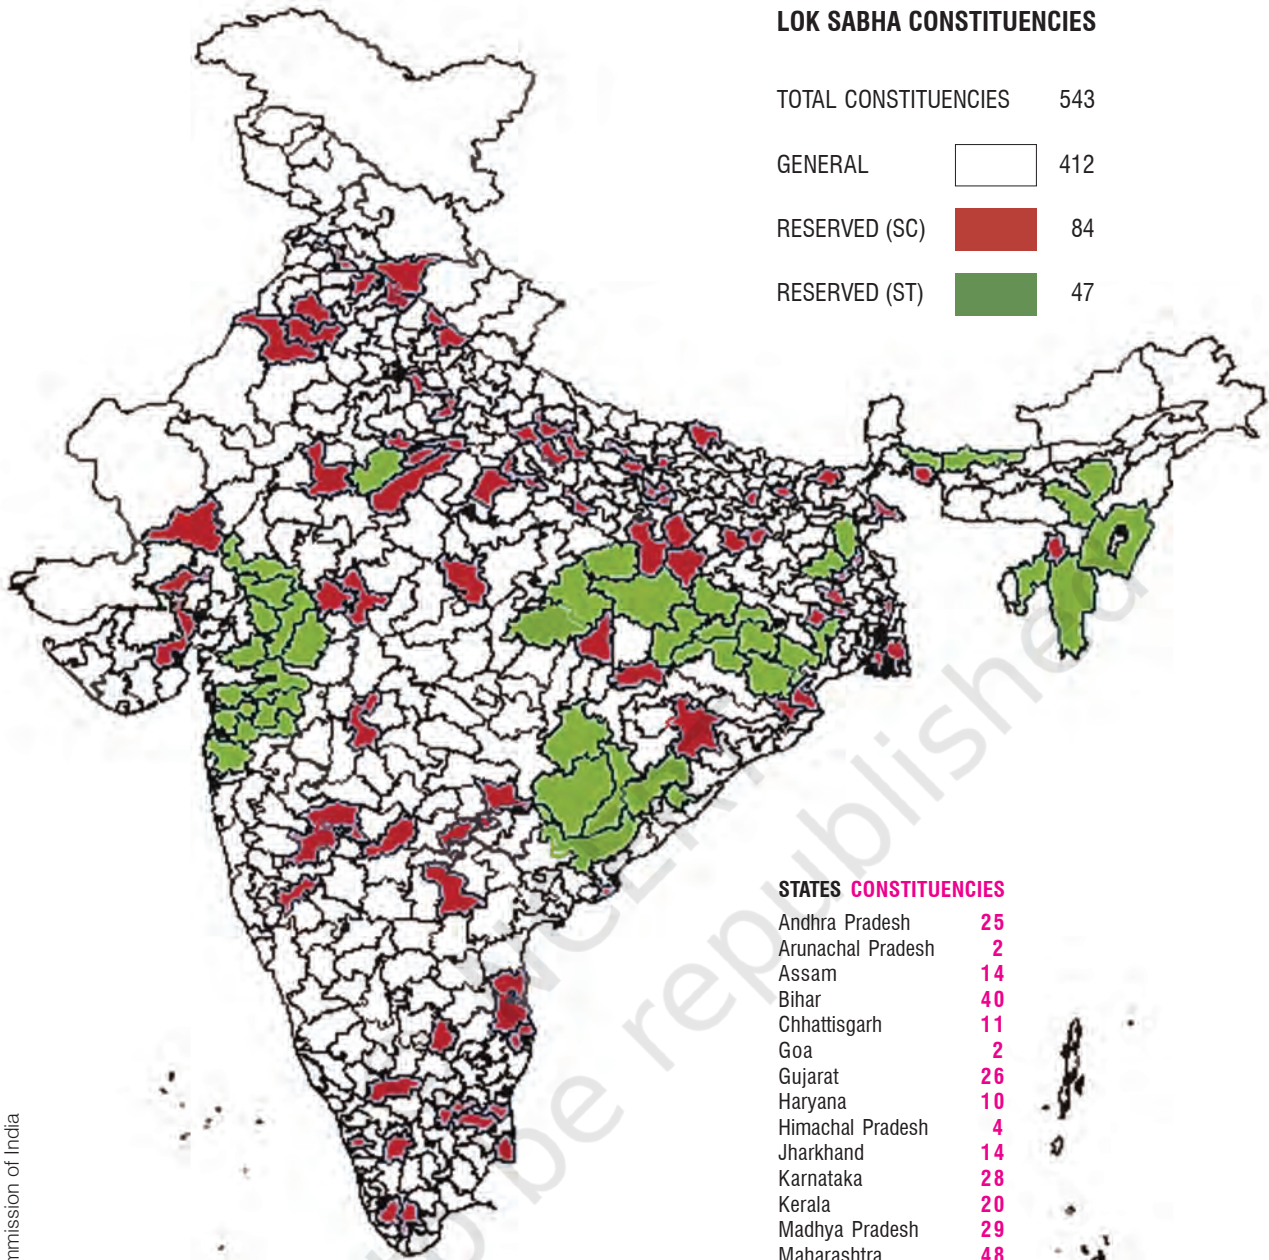 LOK SABHA CONSTITUENCIES
TOTAL CONSTITUENCIES 543
GENERAL 412
RESERVED (SC) 84
RESERVED (ST) 47
STATES CONSTITUENCIES
Andhra Pradesh 25
Arunachal Pradesh 2
Assam 14
Bihar 40
Chhattisgarh 11
Goa 2
Gujarat 26
Haryana 10
Himachal Pradesh 4
Jharkhand 14
Karnataka 28
Kerala 20
Madhya Pradesh 29
Maharashtra 48
of India
be republished